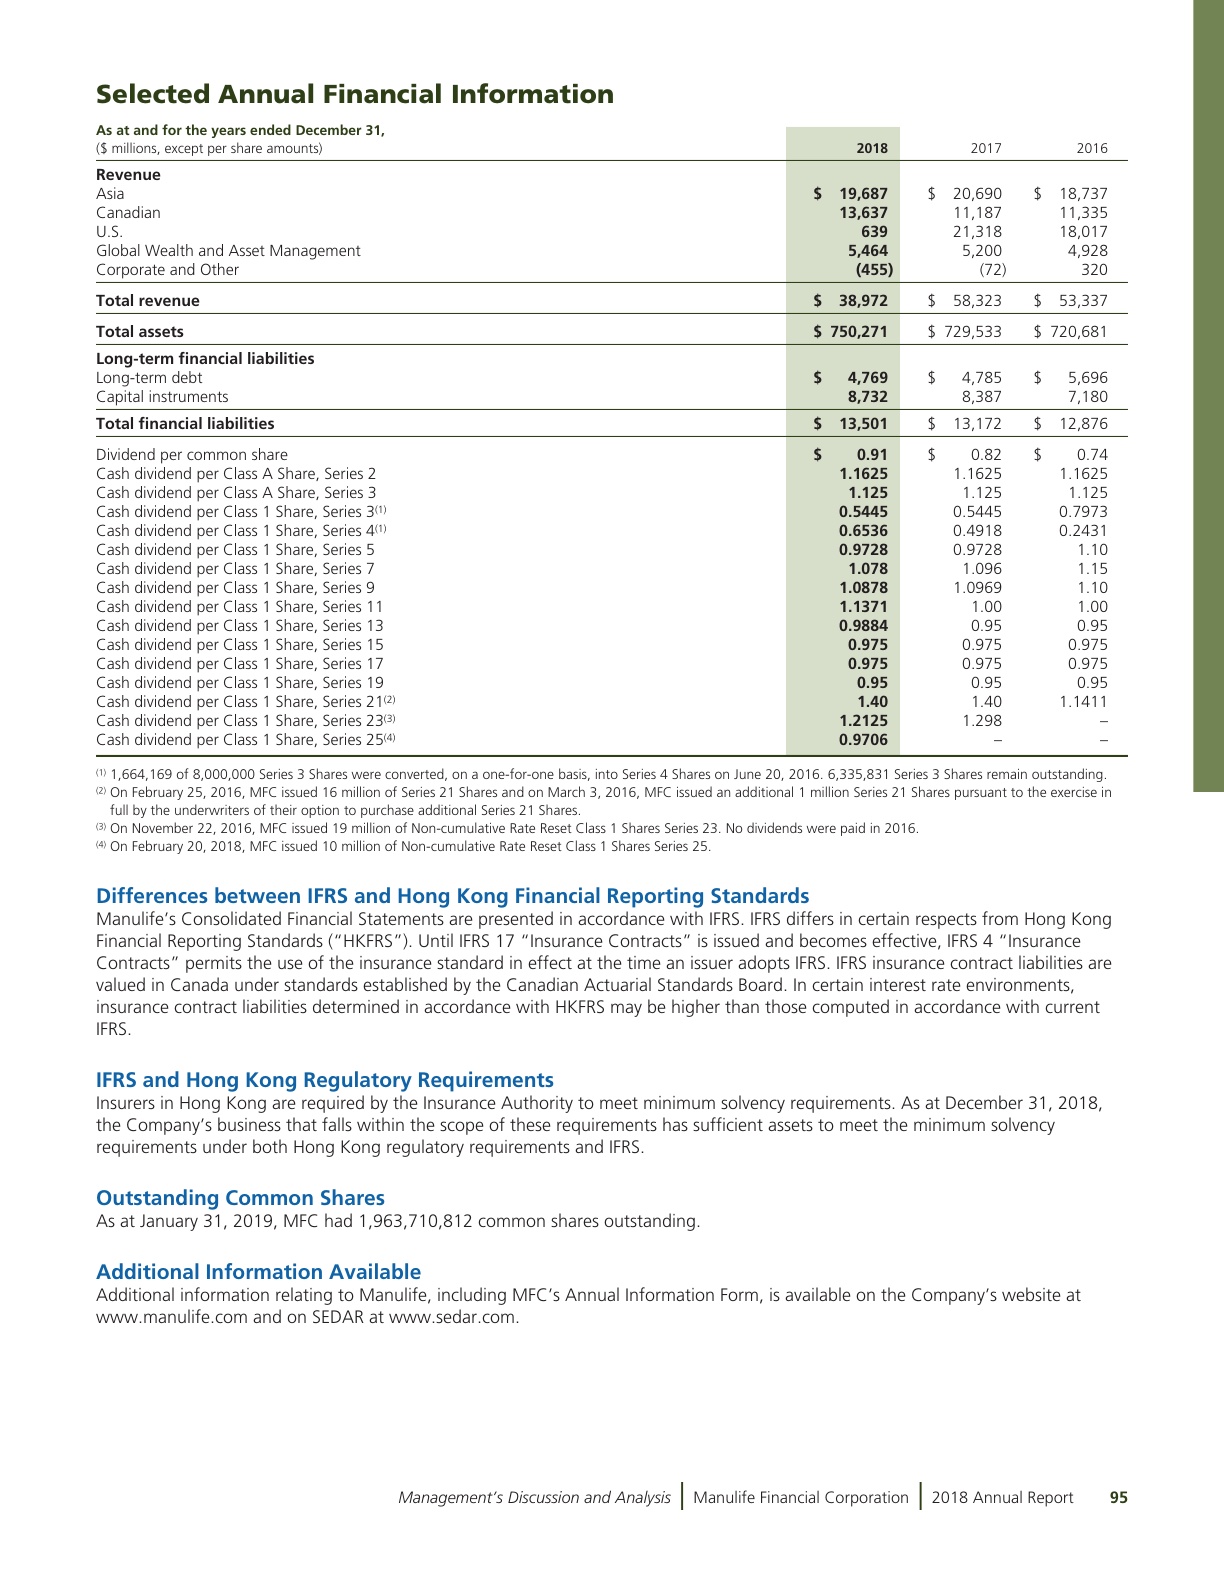 Selected Annual Financial Information
As at and for the years ended December 31,
($ millions, except per share amounts) 2018 2017 2016
Revenue
Asia $ 19,687 $ 20,690 $ 18,737
Canadian 13,637 11,187 11,335
U.S. 639 21,318 18,017
Global Wealth and Asset Management 5,464 5,200 4,928
Corporate and Other (455) (72) 320
Total revenue $ 38,972 $ 58,323 $ 53,337
Total assets $ 750,271 $ 729,533 $ 720,681
Long-term financial liabilities
Long-term debt $ 4,769 $ 4,785 $ 5,696
Capital instruments 8,732 8,387 7,180
Total financial liabilities $ 13,501 $ 13,172 $ 12,876
Dividend per common share $ 0.91 $ 0.82 $ 0.74
Cash dividend per Class A Share, Series 2 1.1625 1.1625 1.1625
Cash dividend per Class A Share, Series 3 1.125 1.125 1.125
Cash dividend per Class 1 Share, Series 3(1) 0.5445 0.5445 0.7973
Cash dividend per Class 1 Share, Series 4(1) 0.6536 0.4918 0.2431
Cash dividend per Class 1 Share, Series 5 0.9728 0.9728 1.10
Cash dividend per Class 1 Share, Series 7 1.078 1.096 1.15
Cash dividend per Class 1 Share, Series 9 1.0878 1.0969 1.10
Cash dividend per Class 1 Share, Series 11 1.1371 1.00 1.00
Cash dividend per Class 1 Share, Series 13 0.9884 0.95 0.95
Cash dividend per Class 1 Share, Series 15 0.975 0.975 0.975
Cash dividend per Class 1 Share, Series 17 0.975 0.975 0.975
Cash dividend per Class 1 Share, Series 19 0.95 0.95 0.95
Cash dividend per Class 1 Share, Series 21(2) 1.40 1.40 1.1411
Cash dividend per Class 1 Share, Series 23(3) 1.2125 1.298 –
Cash dividend per Class 1 Share, Series 25(4) 0.9706 – –
(1) 1,664,169 of 8,000,000 Series 3 Shares were converted, on a one-for-one basis, into Series 4 Shares on June 20, 2016. 6,335,831 Series 3 Shares remain outstanding.
(2) On February 25, 2016, MFC issued 16 million of Series 21 Shares and on March 3, 2016, MFC issued an additional 1 million Series 21 Shares pursuant to the exercise in
full by the underwriters of their option to purchase additional Series 21 Shares.
(3) On November 22, 2016, MFC issued 19 million of Non-cumulative Rate Reset Class 1 Shares Series 23. No dividends were paid in 2016.
(4) On February 20, 2018, MFC issued 10 million of Non-cumulative Rate Reset Class 1 Shares Series 25.
Differences between IFRS and Hong Kong Financial Reporting Standards
Manulife’s Consolidated Financial Statements are presented in accordance with IFRS. IFRS differs in certain respects from Hong Kong
Financial Reporting Standards (“HKFRS”). Until IFRS 17 “Insurance Contracts” is issued and becomes effective, IFRS 4 “Insurance
Contracts” permits the use of the insurance standard in effect at the time an issuer adopts IFRS. IFRS insurance contract liabilities are
valued in Canada under standards established by the Canadian Actuarial Standards Board. In certain interest rate environments,
insurance contract liabilities determined in accordance with HKFRS may be higher than those computed in accordance with current
IFRS.
IFRS and Hong Kong Regulatory Requirements
Insurers in Hong Kong are required by the Insurance Authority to meet minimum solvency requirements. As at December 31, 2018,
the Company’s business that falls within the scope of these requirements has sufficient assets to meet the minimum solvency
requirements under both Hong Kong regulatory requirements and IFRS.
Outstanding Common Shares
As at January 31, 2019, MFC had 1,963,710,812 common shares outstanding.
Additional Information Available
Additional information relating to Manulife, including MFC’s Annual Information Form, is available on the Company’s website at
www.manulife.com and on SEDAR at www.sedar.com.
Management’s Discussion and Analysis | Manulife Financial Corporation | 2018 Annual Report 95